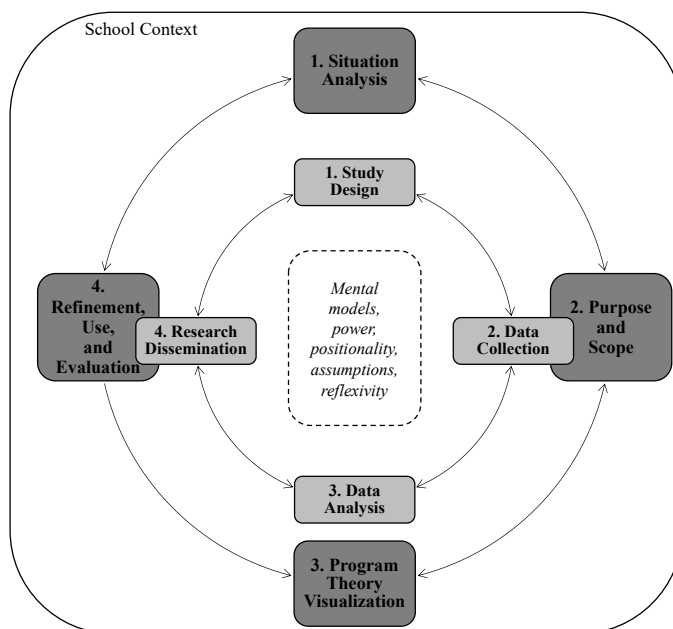 School Context
1. Situation
Analysis
1. Study
Design
4.
Refinement,
Use,
and
Evaluation
4. Research
Dissemination
Mental
models,
power,
positionality,
assumptions,
reflexivity
2. Data
Collection
2. Purpose
and
Scope
3. Data
Analysis
3. Program
Theory
Visualization